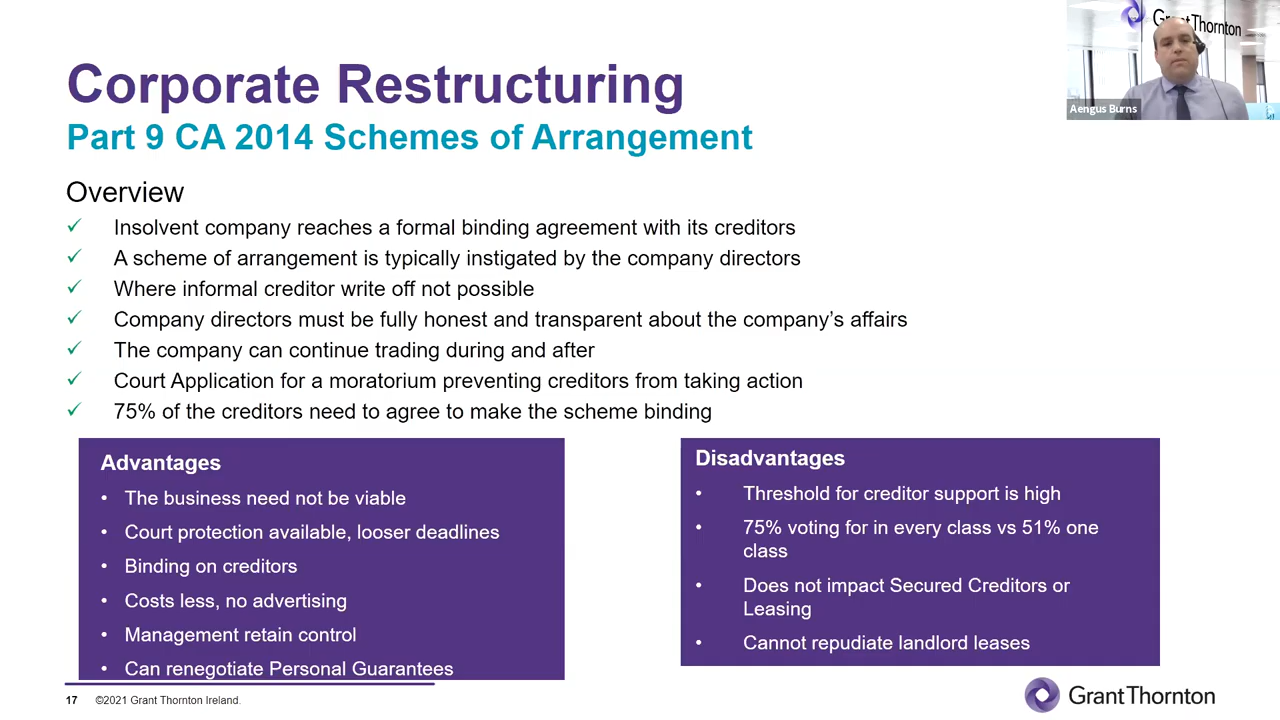 Grant Thornton
Aengus Burns
Corporate Restructuring
Part 9 CA 2014 Schemes of Arrangement
Overview
✓ Insolvent company reaches a formal binding agreement with its creditors
✓ A scheme of arrangement is typically instigated by the company directors
✓ Where informal creditor write off not possible
✓ Company directors must be fully honest and transparent about the company’s affairs
✓ The company can continue trading during and after
✓ Court Application for a moratorium preventing creditors from taking action
✓ 75% of the creditors need to agree to make the scheme binding
Advantages
• The business need not be viable
• Court protection available, looser deadlines
• Binding on creditors
• Costs less, no advertising
• Management retain control
• Can renegotiate Personal Guarantees
Disadvantages
• Threshold for creditor support is high
• 75% voting for in every class vs 51% one
class
• Does not impact Secured Creditors or
Leasing
• Cannot repudiate landlord leases
17 ©2021 Grant Thornton Ireland.
GrantThornton